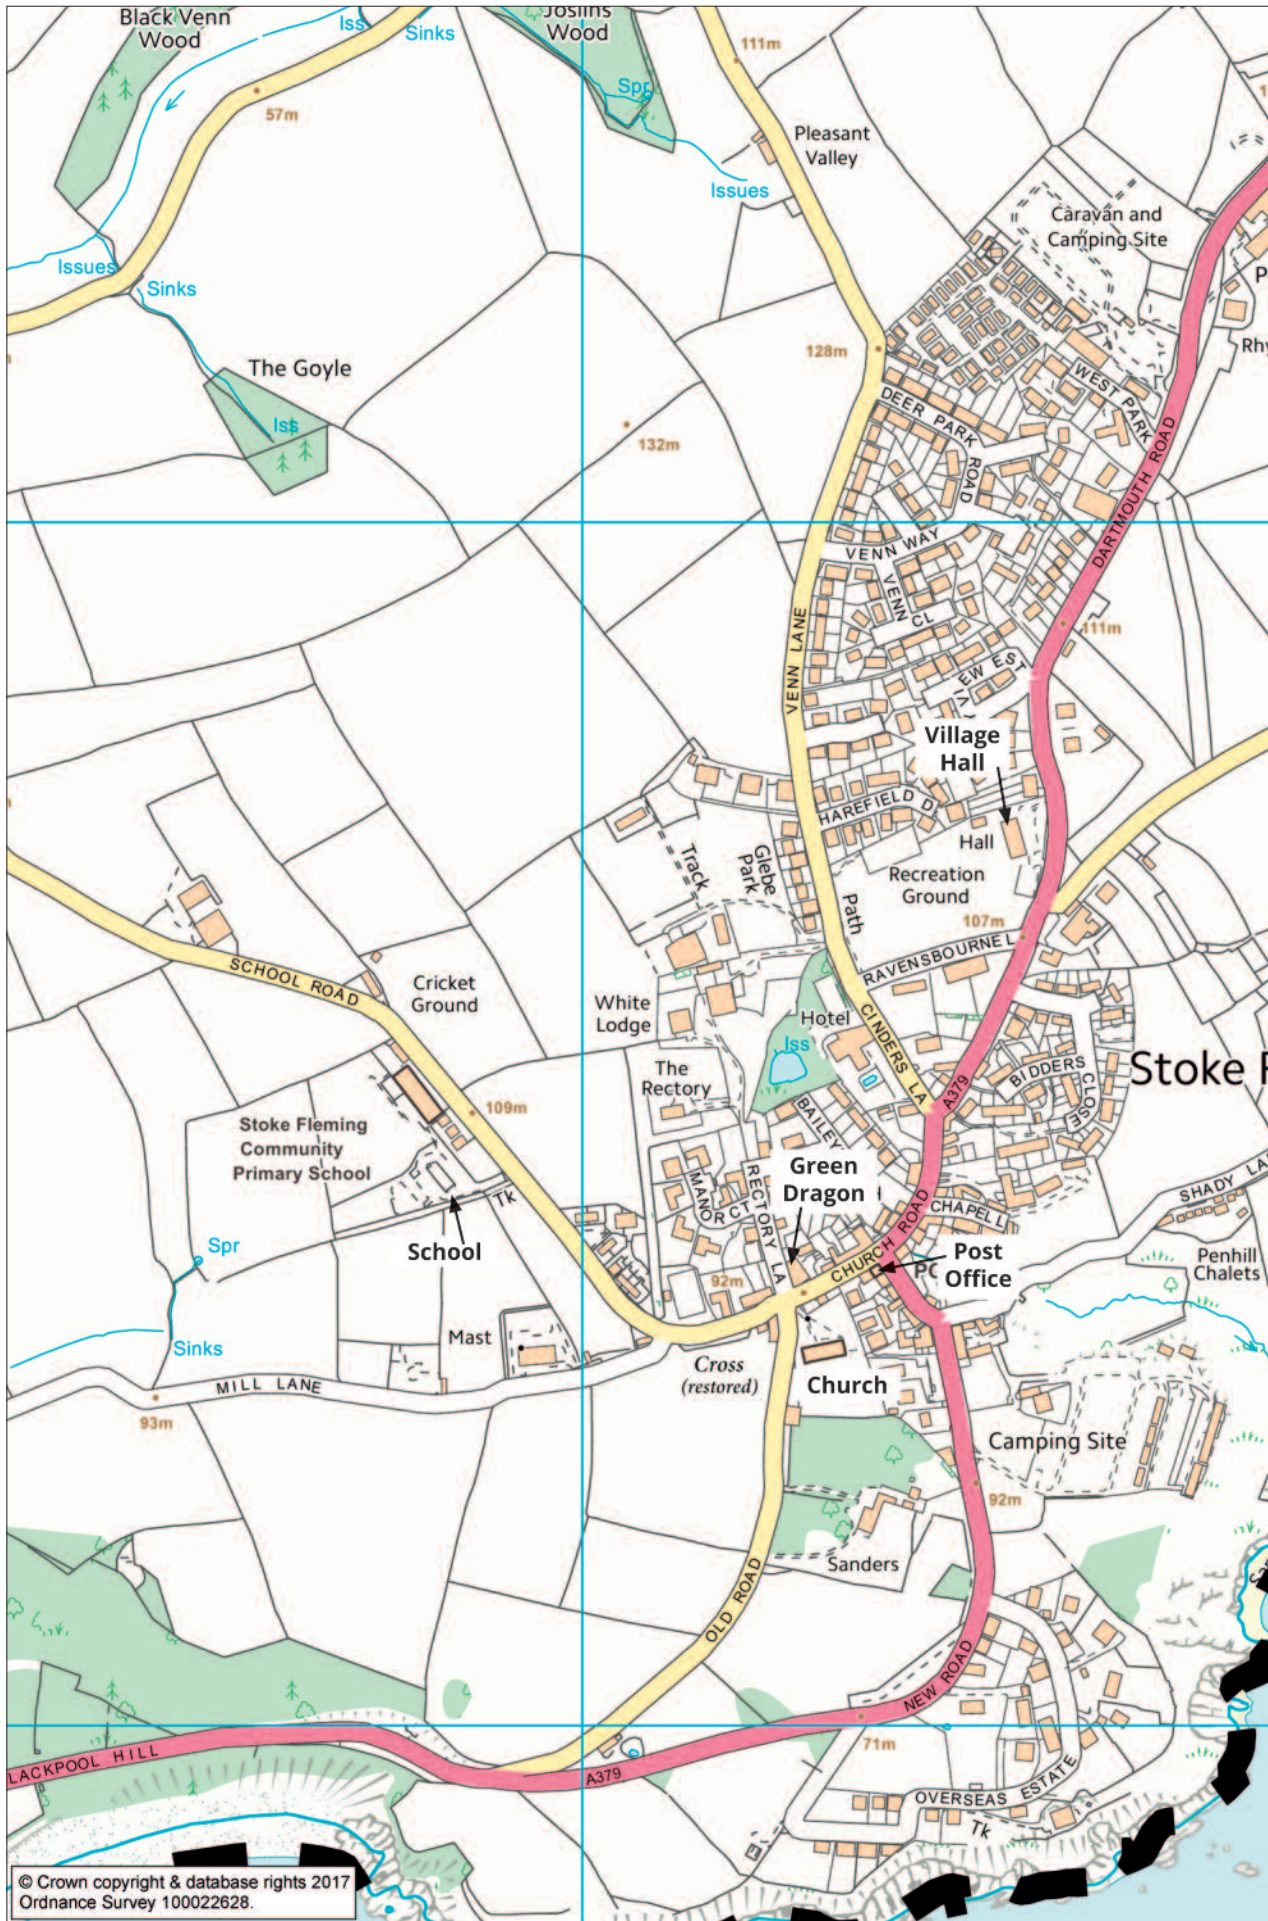 Black Venn
Wood
Iss
Sinks
Joslins
Wood
111m
57m
Spr
Pleasant
Valley
Issues
Caravan and
Camping Site
Issues
Sinks
128m
The Goyle
WEST PARK
DEER PARK
ROAD
Iss
132m
DARTMOUTH ROAD
VENN WAY
VENN CL
111m
VENN LANE
EW EST
Village
Hall
HAREFIELD D
Hall
Track
Glebe
Park
Recreation
Ground
Path
107m
RAVENSBOURNE L
SCHOOL ROAD
Cricket
Ground
White
Lodge
Hotel
CINDERS LA
Iss
The
Rectory
BIDDERS CLOSE
Stoke F
A379
109m
BAILEY
Stoke Fleming
Community
Primary School
Green
Dragon
MANOR CT
RECTORY LA
SHADY LA
Tk
CHAPEL L
School
CHURCH ROAD
Post
Office
Spr
PO
Penhill
Chalets
92m
Mast
Sinks
Cross
(restored)
Church
MILL LANE
93m
Camping Site
92m
Sanders
OLD ROAD
NEW ROAD
71m
LACKPOOL HILL
A379
OVERSEAS ESTATE
Tk
© Crown copyright & database rights 2017
Ordnance Survey 100022628.